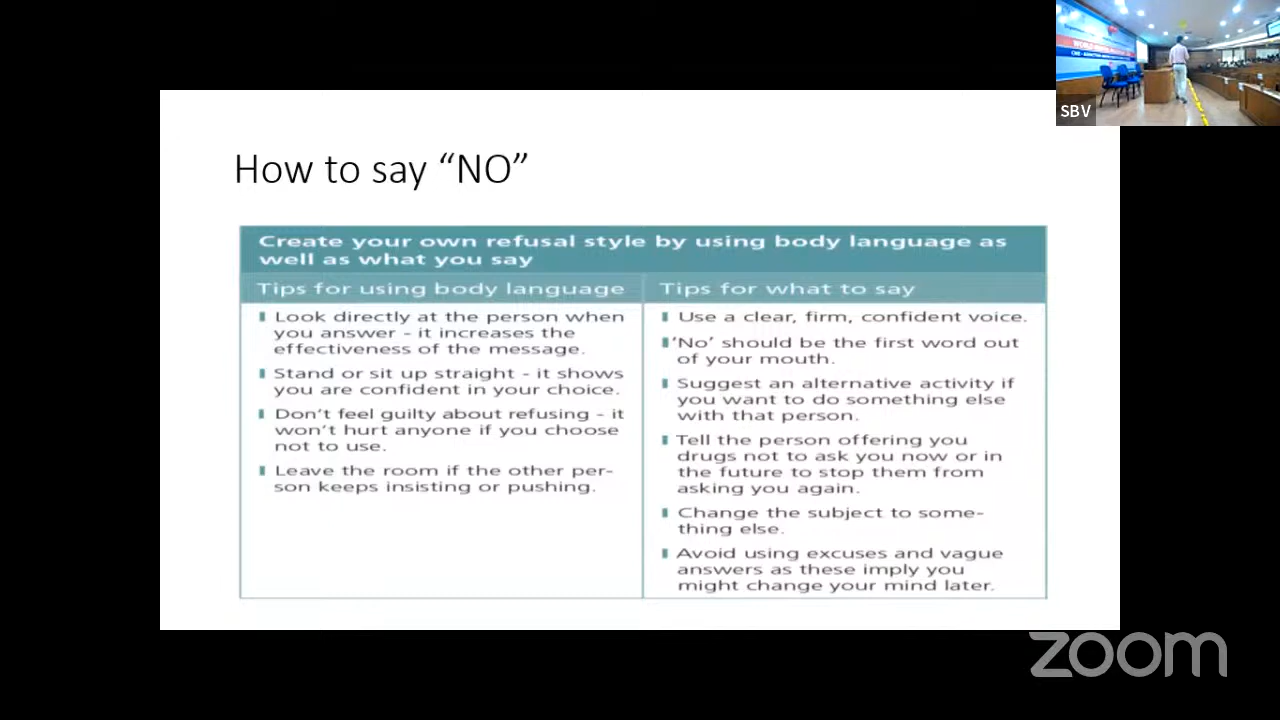 How to say “NO”
Create your own refusal style by using body language as
well as what you say
Tips for using body language
Look directly at the person when
you answer - it increases the
effectiveness of the message.
Stand or sit up straight - it shows
you are confident in your choice.
Don't feel guilty about refusing - it
won't hurt anyone if you choose
not to use.
Leave the room if the other per-
son keeps insisting or pushing.
Tips for what to say
Use a clear, firm, confident voice.
'No' should be the first word out
of your mouth.
Suggest an alternative activity if
you want to do something else
with that person.
Tell the person offering you
drugs not to ask you now or in
the future to stop them from
asking you again.
Change the subject to some-
thing else.
Avoid using excuses and vague
answers as these imply you
might change your mind later.
SBV
zoom